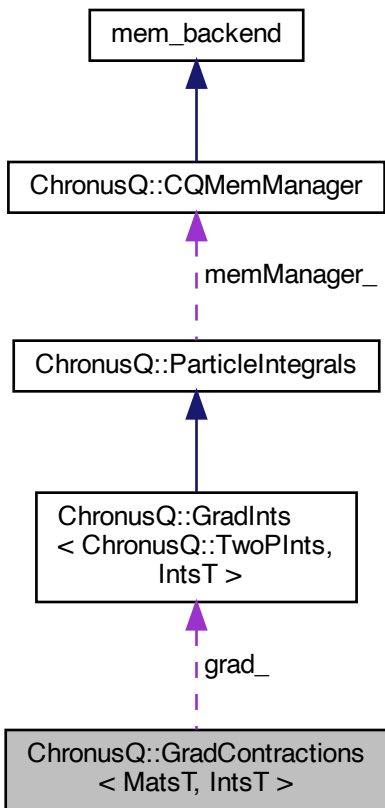 mem_backend
ChronusQ::CQMemManager
memManager_
ChronusQ::ParticleIntegrals
ChronusQ::GradInts
< ChronusQ::TwoPInts,
IntsT >
grad_
ChronusQ::GradContractions
< MatsT, IntsT >